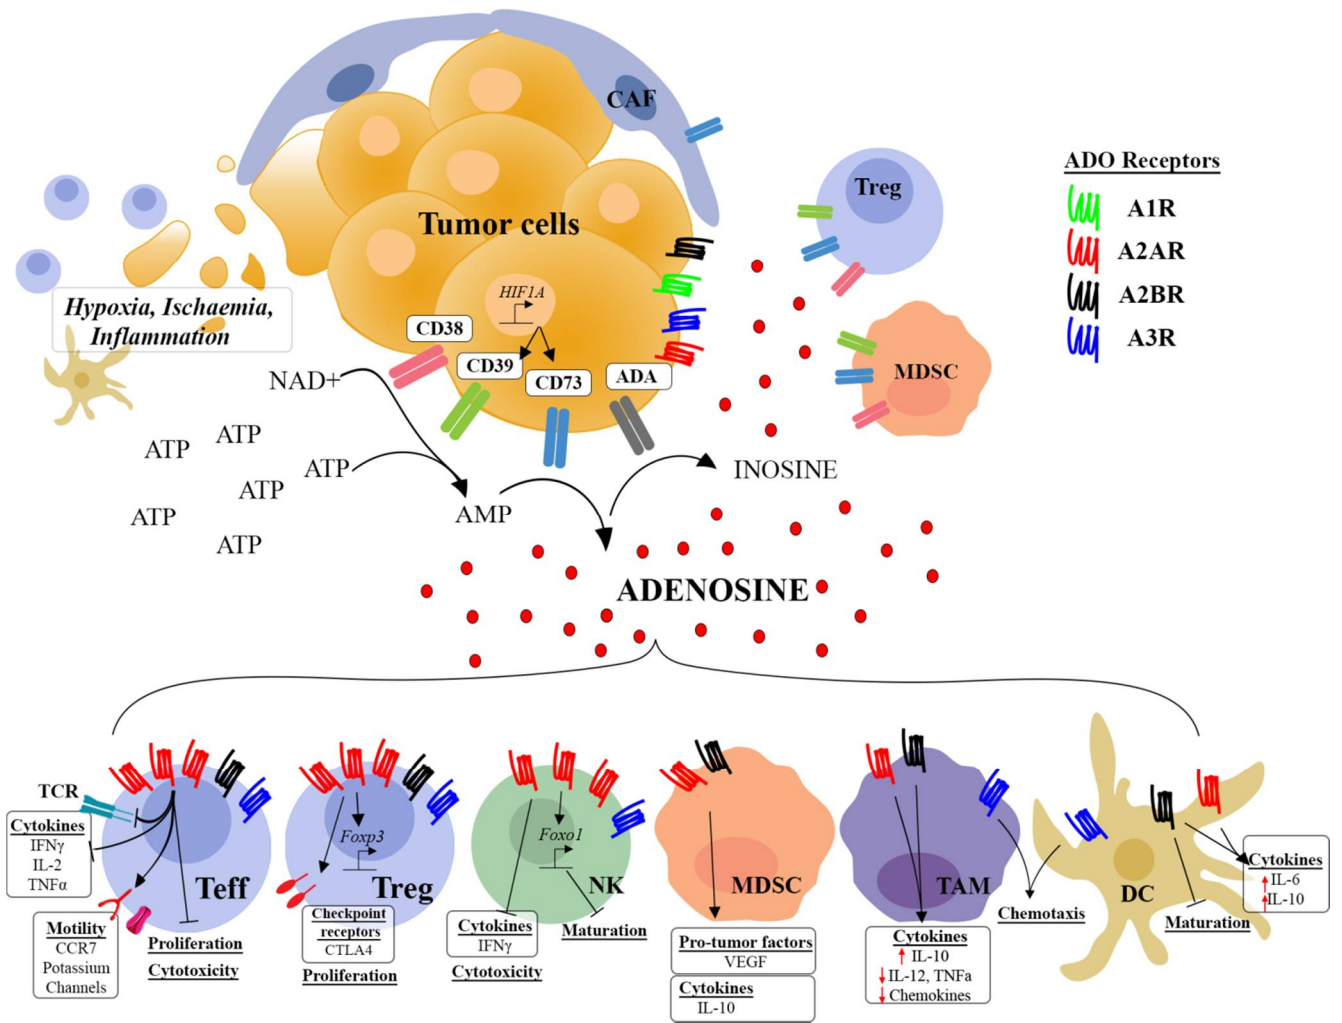 CAF
Treg
ADO Receptors
A1R
A2AR
A2BR
A3R
Tumor cells
Hypoxia, Ischaemia,
Inflammation
HIF1A
CD38
CD39
CD73
ADA
MDSC
NAD+
ATP
ATP
ATP
ATP
ATP
ATP
AMP
INOSINE
ADENOSINE
TCR
Cytokines
IFNγ
IL-2
TNFα
Teff
Motility
CCR7
Potassium
Channels
Proliferation
Cytotoxicity
Foxp3
Treg
Checkpoint
receptors
CTLA4
Proliferation
Foxo1
NK
Cytokines
IFNγ
Cytotoxicity
Maturation
MDSC
Pro-tumor factors
VEGF
Cytokines
IL-10
TAM
Cytokines
IL-10
IL-12, TNFa
Chemokines
Chemotaxis
DC
Maturation
Cytokines
IL-6
IL-10